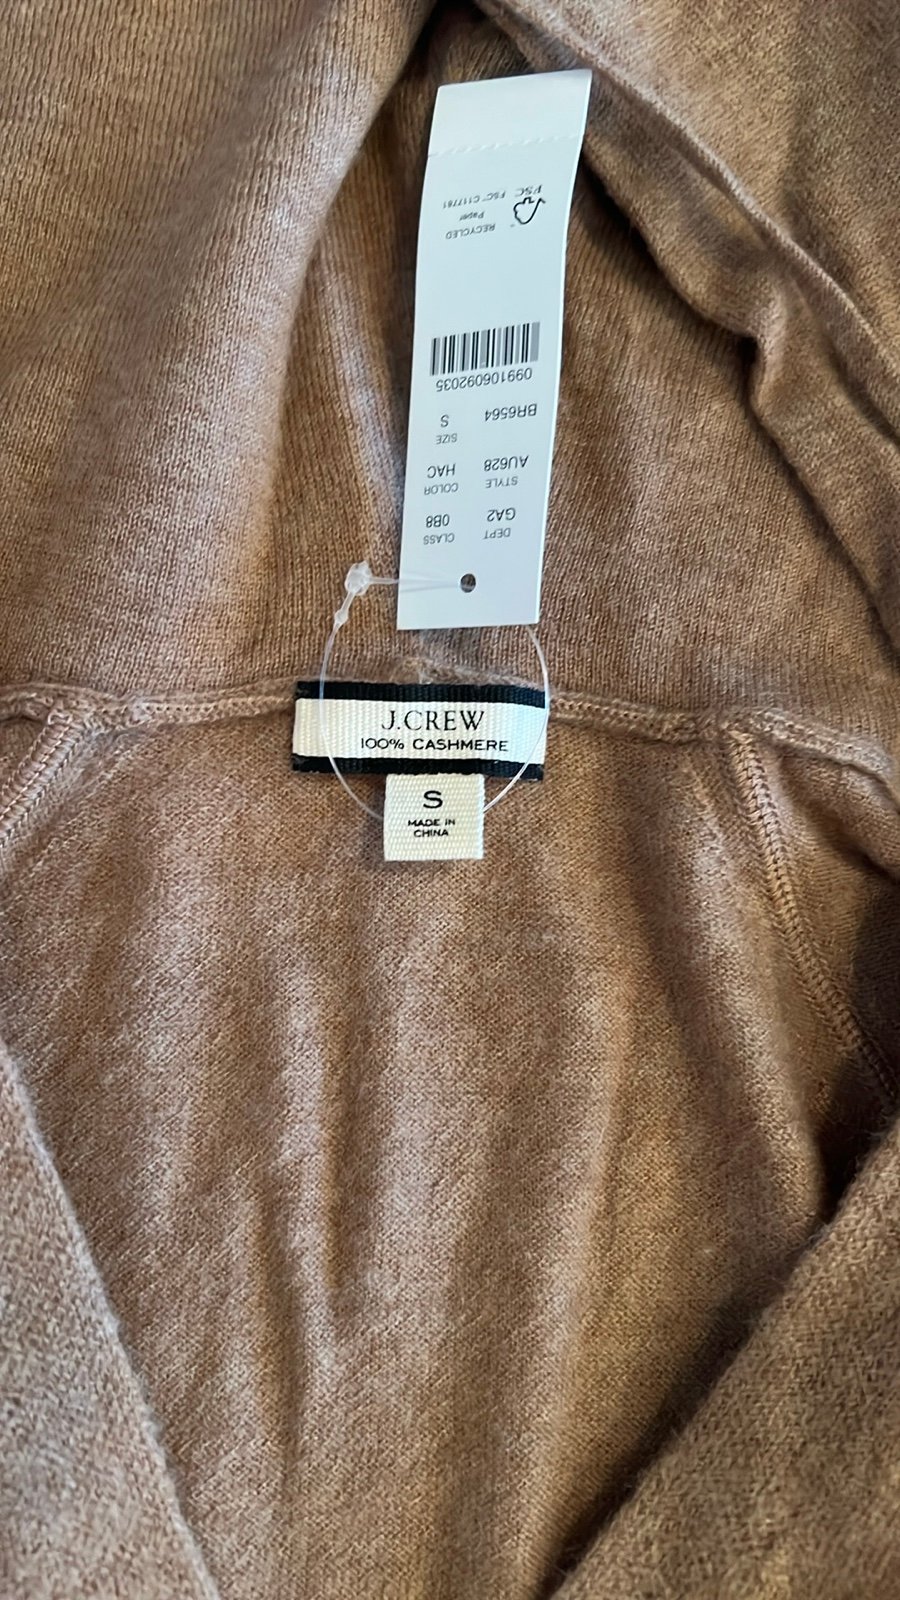 DEPT CLASS
GA2 0B8
STYLE COLOR
AU628 HAC
SIZE
BR6564 S
099106092035
RECYCLED
Paper
FSC FSC® C117781
J.CREW
100% CASHMERE
S
MADE IN
CHINA